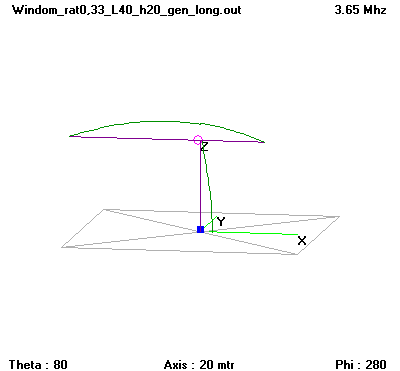 Windom_rat0,33_L40_h20_gen_long.out 3.65 Mhz
Z
Y
X
Theta : 80 Axis : 20 mtr Phi : 280